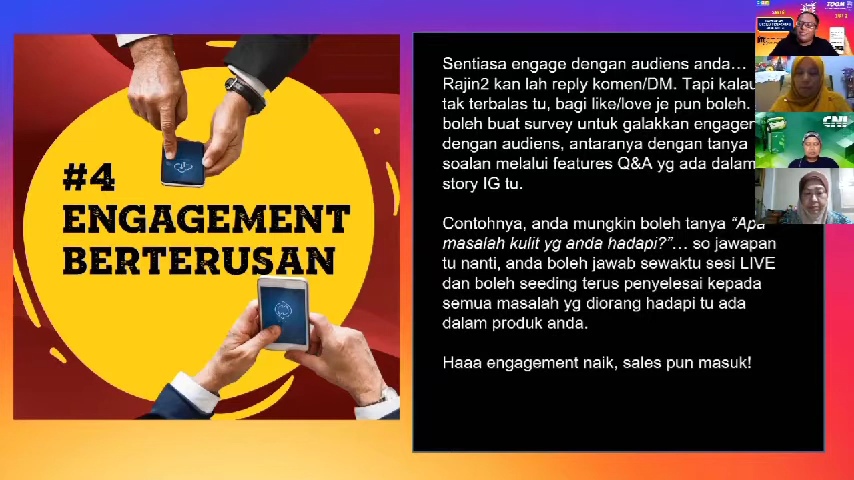 #4
ENGAGEMENT
BERTERUSAN
Sentiasa engage dengan audiens anda…
Rajin2 kan lah reply komen/DM. Tapi kalau
tak terbalas tu, bagi like/love je pun boleh.
boleh buat survey untuk galakkan
dengan audiens, antaranya dengan tanya
soalan melalui features Q&A yg ada dalam
story IG tu.
Contohnya, anda mungkin boleh tanya “Apa
masalah kulit yg anda hadapi?”… so jawapan
tu nanti, anda boleh jawab sewaktu sesi LIVE
dan boleh seeding terus penyelesai kepada
semua masalah yg diorang hadapi tu ada
dalam produk anda.
Haaa engagement naik, sales pun masuk!
ZOOM
CNI